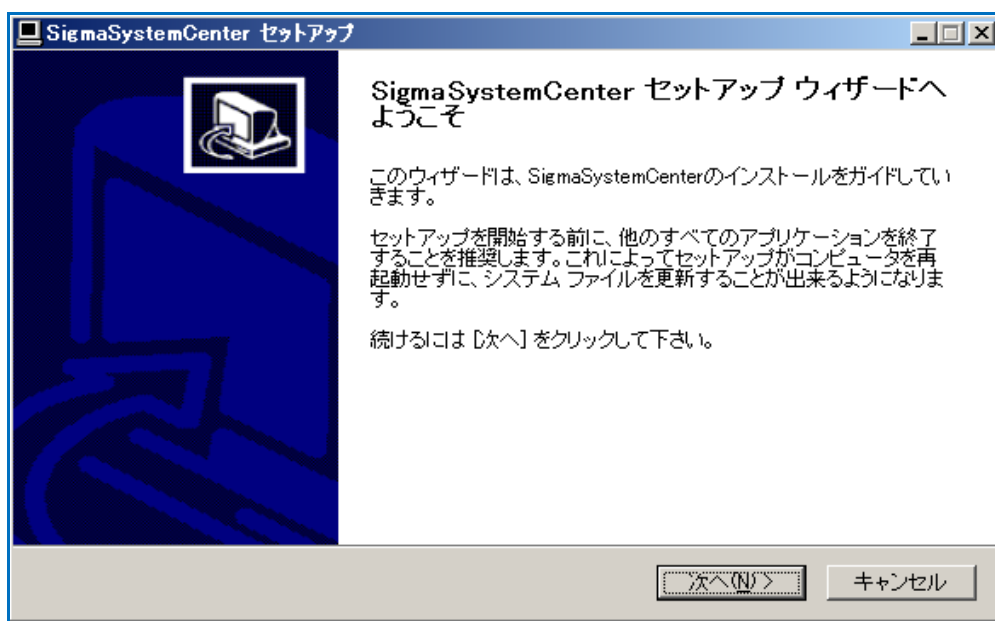 SigmaSystemCenter セットアップ
SigmaSystemCenter セットアップ ウィザードへ
ようこそ
このウィザードは、SigmaSystemCenterのインストールをガイドしてい
きます。
セットアップを開始する前に、他のすべてのアプリケーションを終了
することを推奨します。これによってセットアップがコンピュータを再
起動せずに、システム ファイルを更新することが出来るようになりま
す。
続けるには [次へ] をクリックして下さい。
次へ(N) >
キャンセル